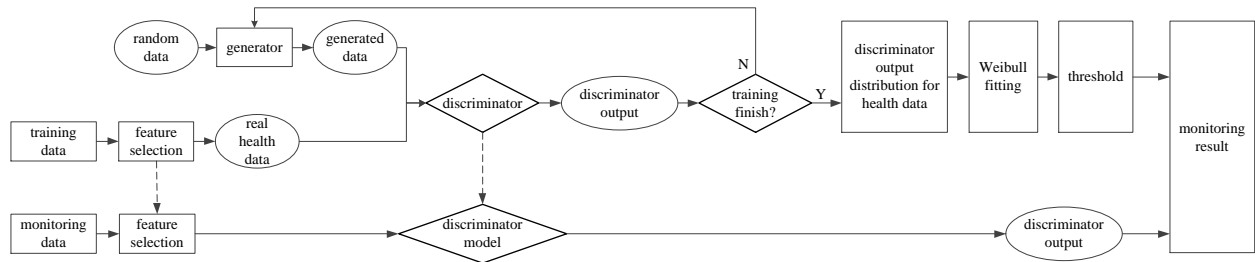 random
data
generator
generated
data
discriminator
discriminator
output
N
training
finish?
Y
discriminator
output
distribution for
health data
Weibull
fitting
threshold
monitoring
result
training
data
feature
selection
real
health
data
monitoring
data
feature
selection
discriminator
model
discriminator
output